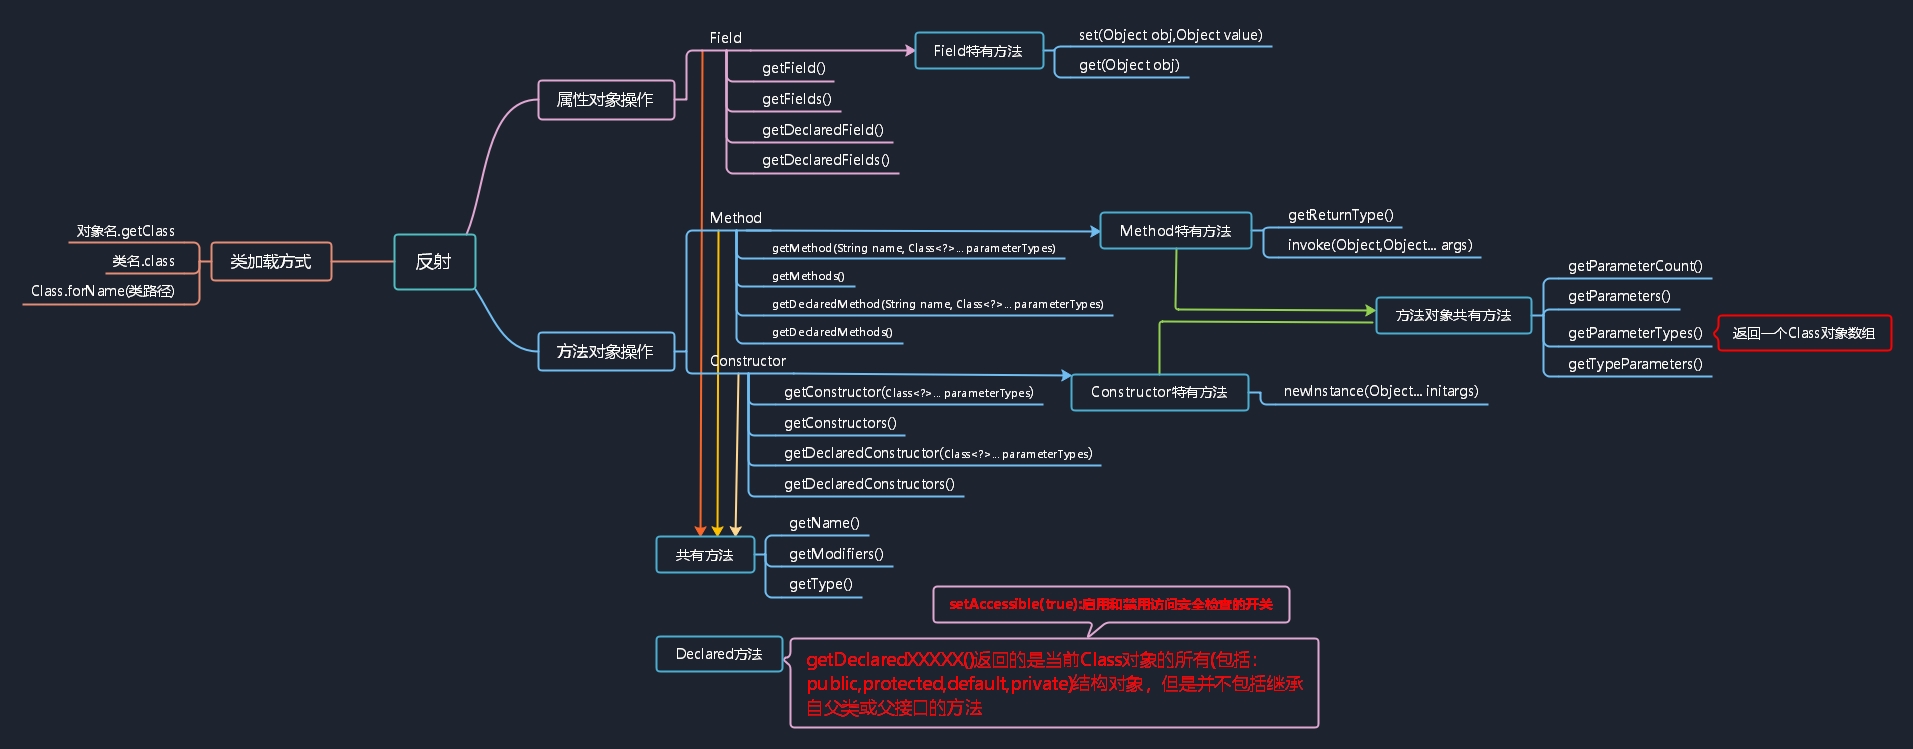 反射
类加载方式
对象名.getClass
类名.class
Class.forName(类路径)
属性对象操作
Field
getField()
getFields()
getDeclaredField()
getDeclaredFields()
Field特有方法
set(Object obj,Object value)
get(Object obj)
方法对象操作
Method
getMethod(String name, Class<?>... parameterTypes)
getMethods()
getDeclaredMethod(String name, Class<?>... parameterTypes)
getDeclaredMethods()
Method特有方法
getReturnType()
invoke(Object,Object... args)
Constructor
getConstructor(Class<?>... parameterTypes)
getConstructors()
getDeclaredConstructor(Class<?>... parameterTypes)
getDeclaredConstructors()
Constructor特有方法
newInstance(Object... initargs)
方法对象共有方法
getParameterCount()
getParameters()
getParameterTypes()
返回一个Class对象数组
getTypeParameters()
共有方法
getName()
getModifiers()
getType()
setAccessible(true):启用和禁用访问安全检查的开关
Declared方法
getDeclaredXXXXX()返回的是当前Class对象的所有(包括：
public,protected,default,private)结构对象，但是并不包括继承
自父类或父接口的方法